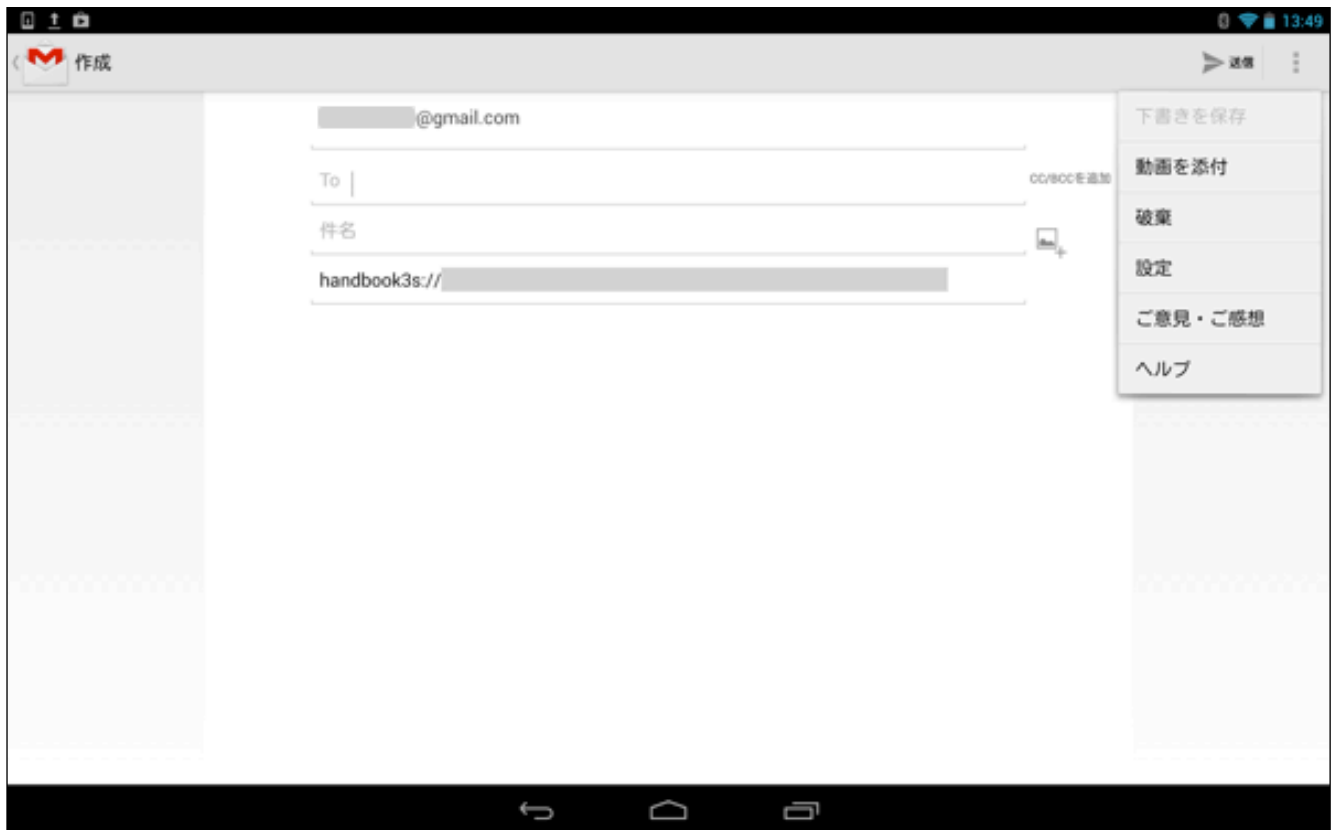 13:49
作成
送信
@gmail.com
To
CC/BCCを追加
件名
handbook3s://
下書きを保存
動画を添付
破棄
設定
ご意見・ご感想
ヘルプ